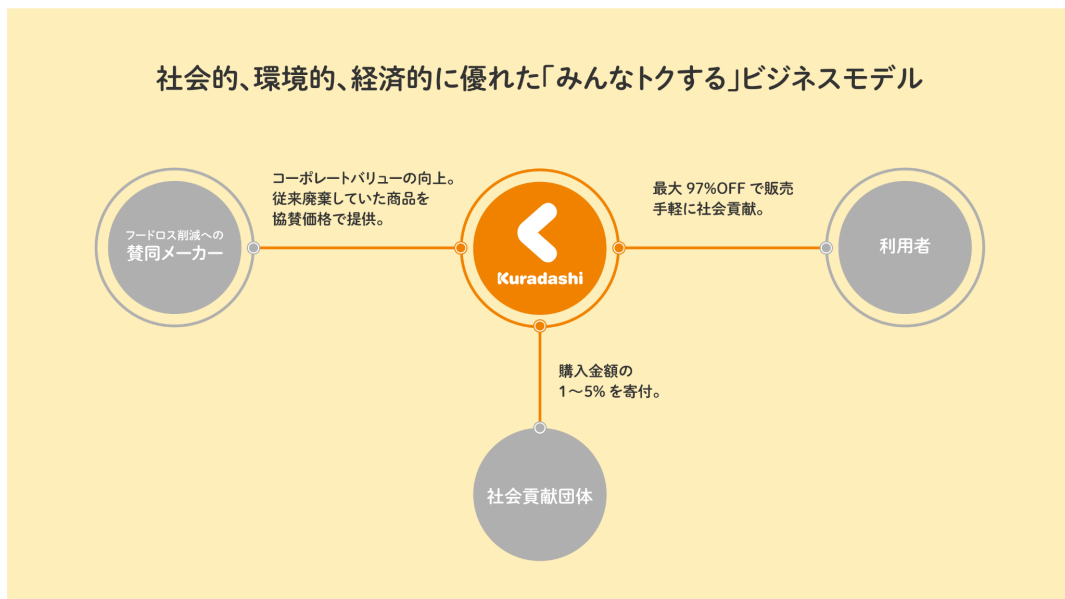 社会的、環境的、経済的に優れた「みんなトクする」ビジネスモデル
コーポレートバリューの向上。
従来廃棄していた商品を
協賛価格で提供。
最大 97%OFF で販売
手軽に社会貢献。
フードロス削減への
賛同メーカー
Kuradashi
利用者
購入金額の
1〜5% を寄付。
社会貢献団体